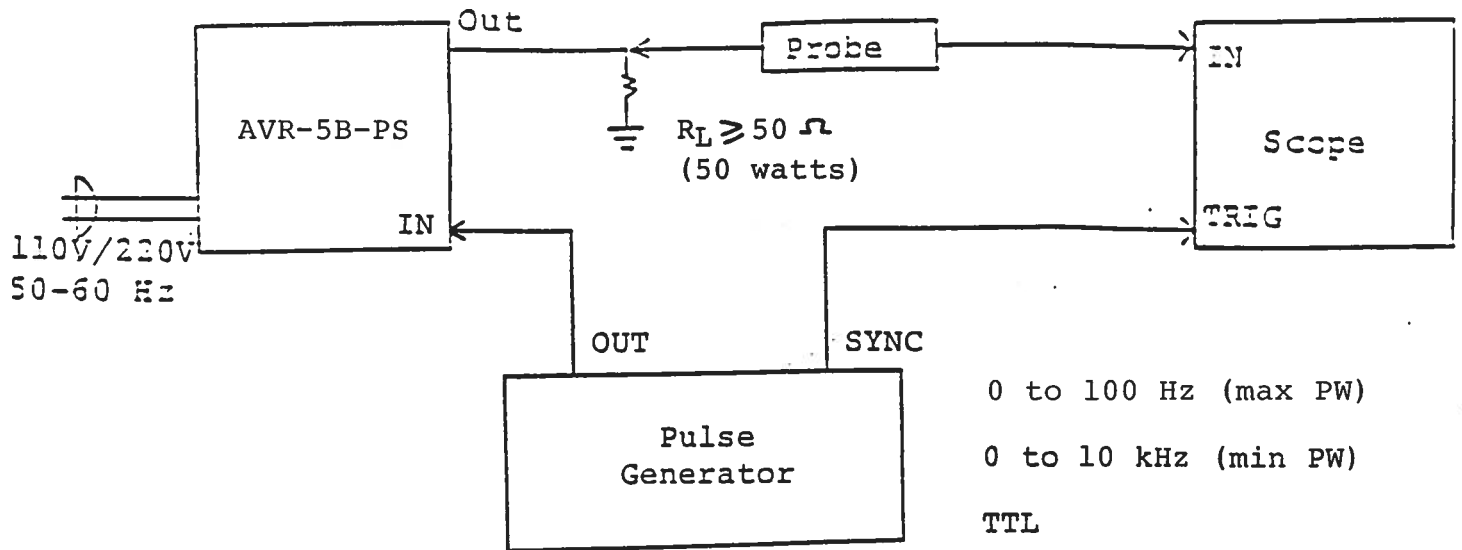 Out
Probe
IN
AVR-5B-PS
R_L ≥ 50 Ω
(50 watts)
Scope
IN
TRIG
110V/220V
50-60 Hz
OUT
SYNC
Pulse
Generator
0 to 100 Hz (max PW)
0 to 10 kHz (min PW)
TTL